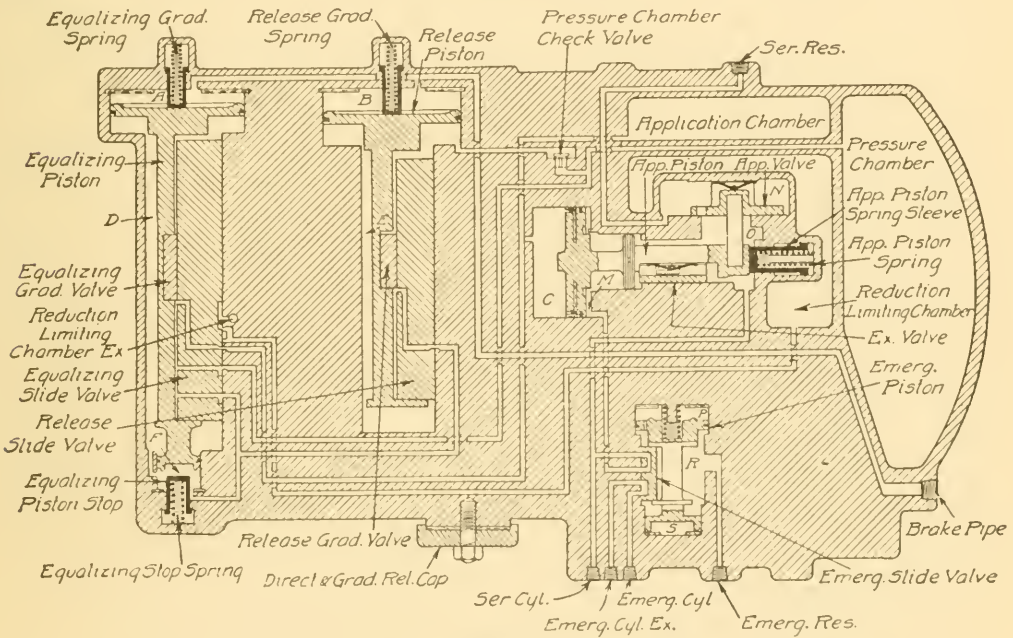 Equalizing Grad.
Spring
Release Grad.
Spring
Release
Piston
Pressure Chamber
Check Valve
Ser. Res.
A
B
Application Chamber
Pressure
Chamber
App. Piston
App. Valve
N
App. Piston
Spring Sleeve
O
App. Piston
Spring
Equalizing
Piston
D
Equalizing
Grad. Valve
C
M
Reduction
Limiting Chamber
Reduction
Limiting
Chamber Ex
Ex. Valve
Emerg.
Piston
Equalizing
Slide Valve
Release
Slide Valve
P
R
S
Equalizing
Piston Stop
Release Grad. Valve
Brake Pipe
Equalizing Stop Spring
Direct & Grad. Rel. Cap
Emerg. Slide Valve
Ser Cyl.
Emerg. Cyl
Emerg. Cyl. Ex.
Emerg. Res.